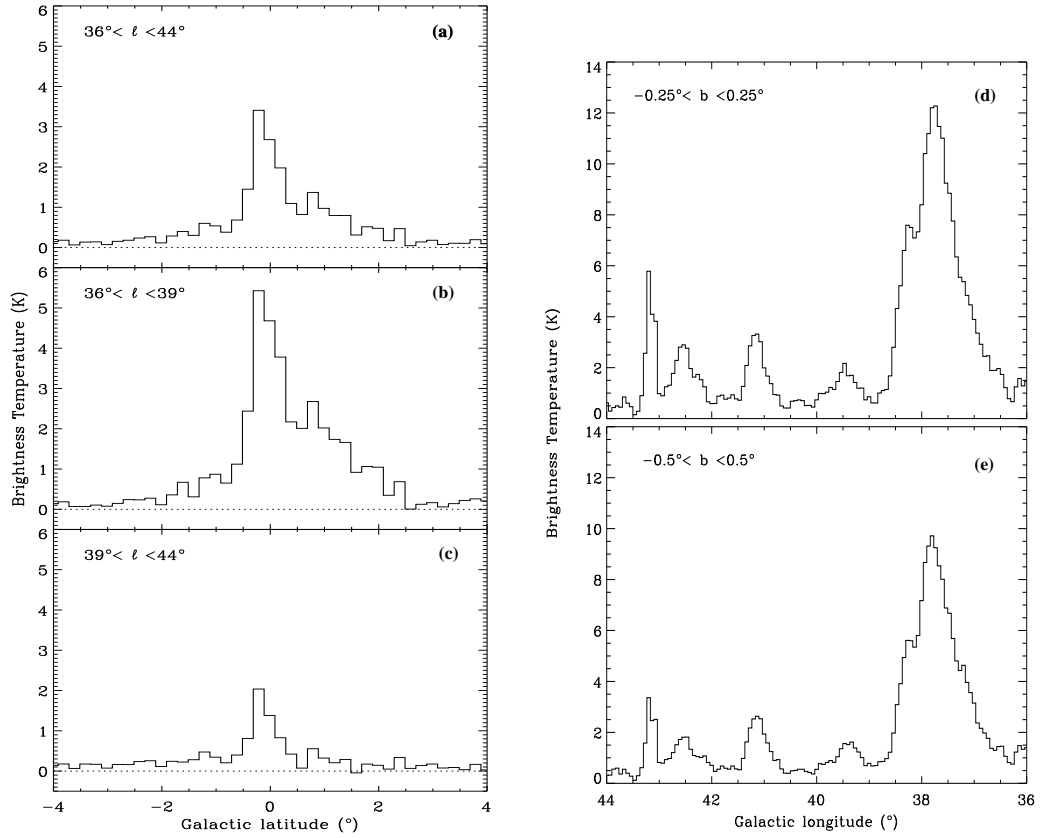 6
5
4
3
2
1
0
36°< ℓ <44°
(a)
6
5
4
3
2
1
0
36°< ℓ <39°
(b)
6
5
4
3
2
1
0
39°< ℓ <44°
(c)
Brightness Temperature (K)
−4 −2 0 2 4
Galactic latitude (°)
14
12
10
8
6
4
2
0
−0.25°< b <0.25°
(d)
14
12
10
8
6
4
2
0
−0.5°< b <0.5°
(e)
Brightness Temperature (K)
44 42 40 38 36
Galactic longitude (°)